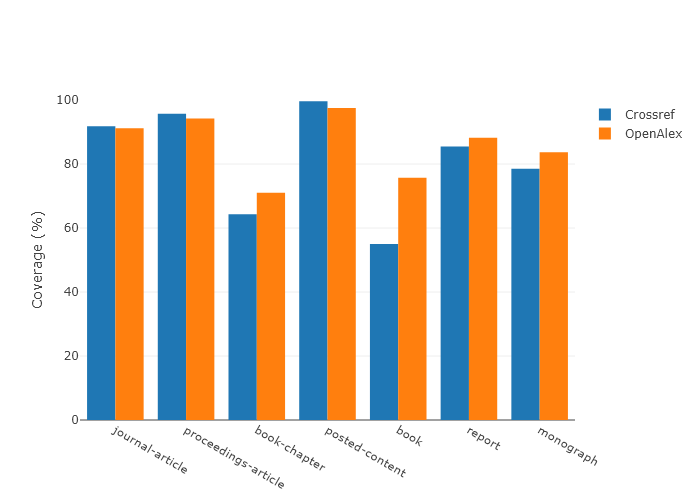 100
80
60
40
20
0
Coverage (%)
journal-article
proceedings-article
book-chapter
posted-content
book
report
monograph
Crossref
OpenAlex